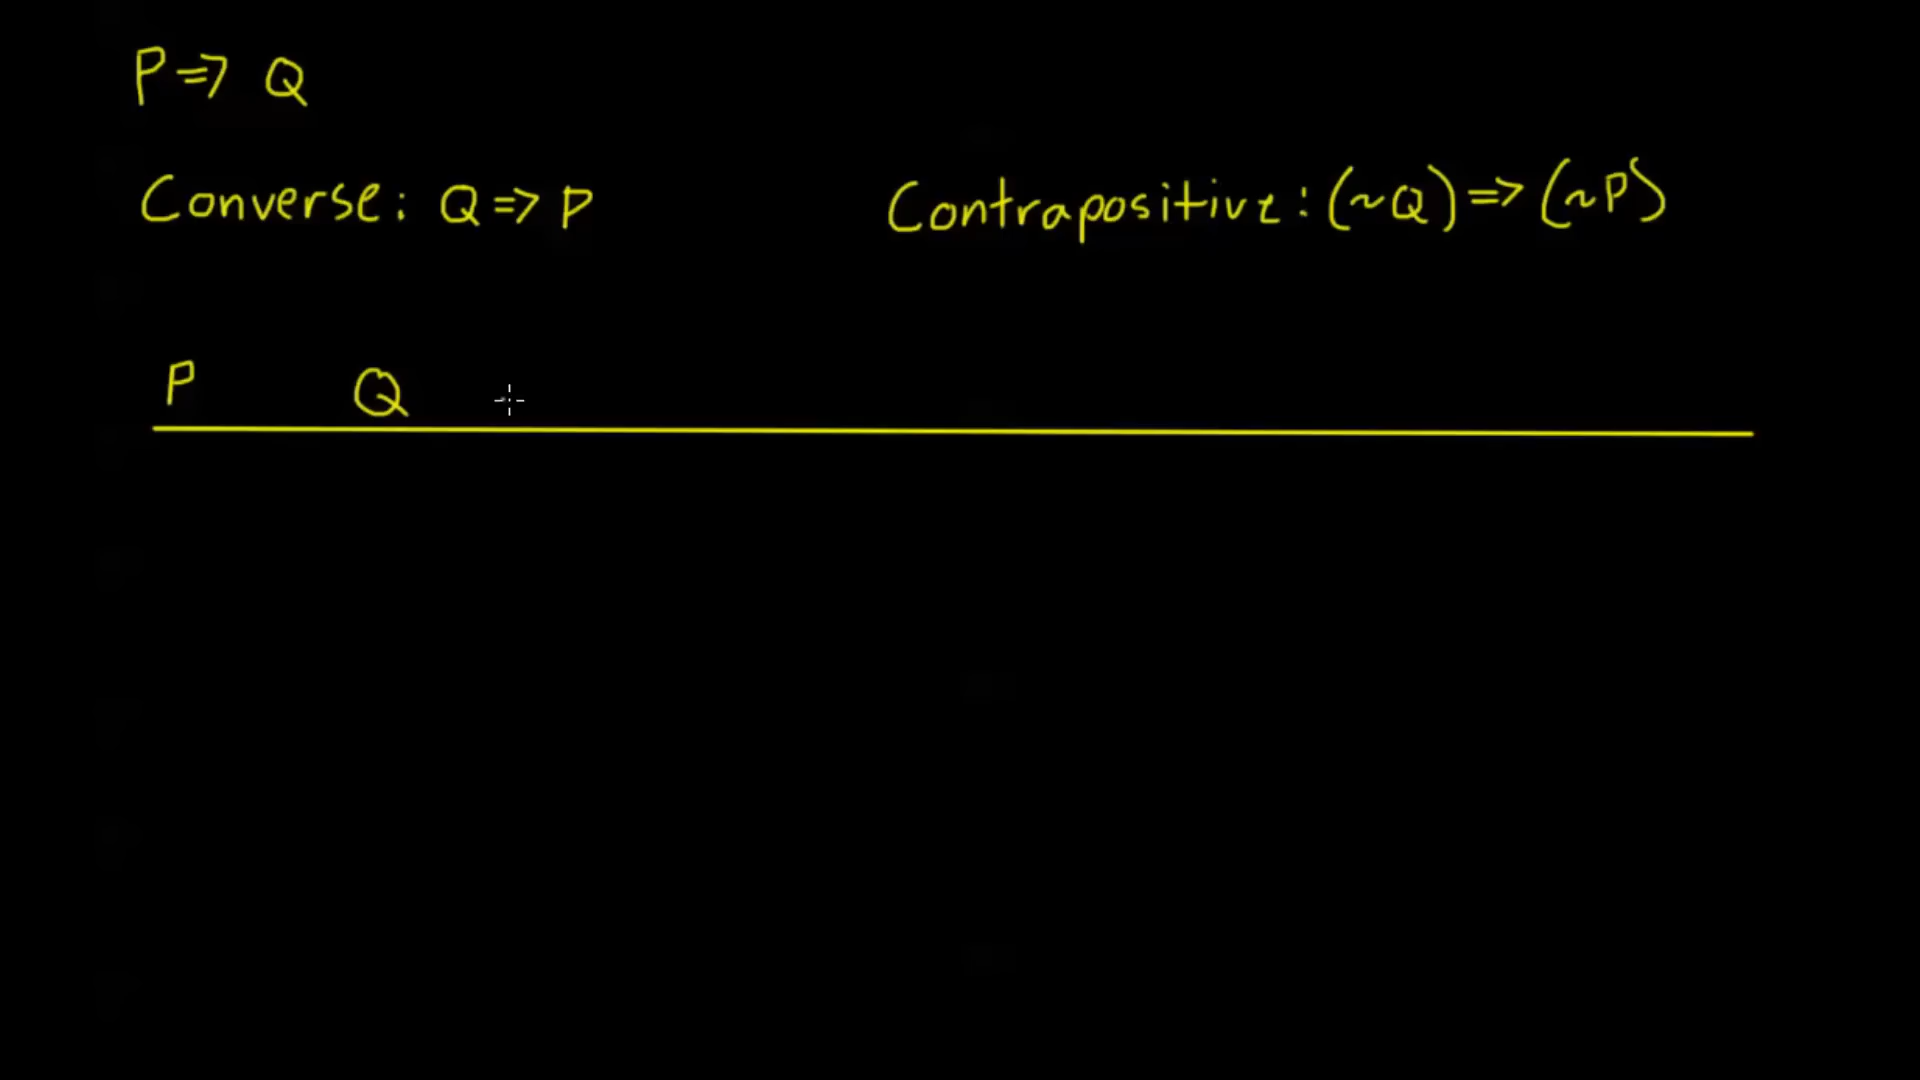 P => Q
Converse: Q => P
Contrapositive: (~Q) => (~P)
P Q